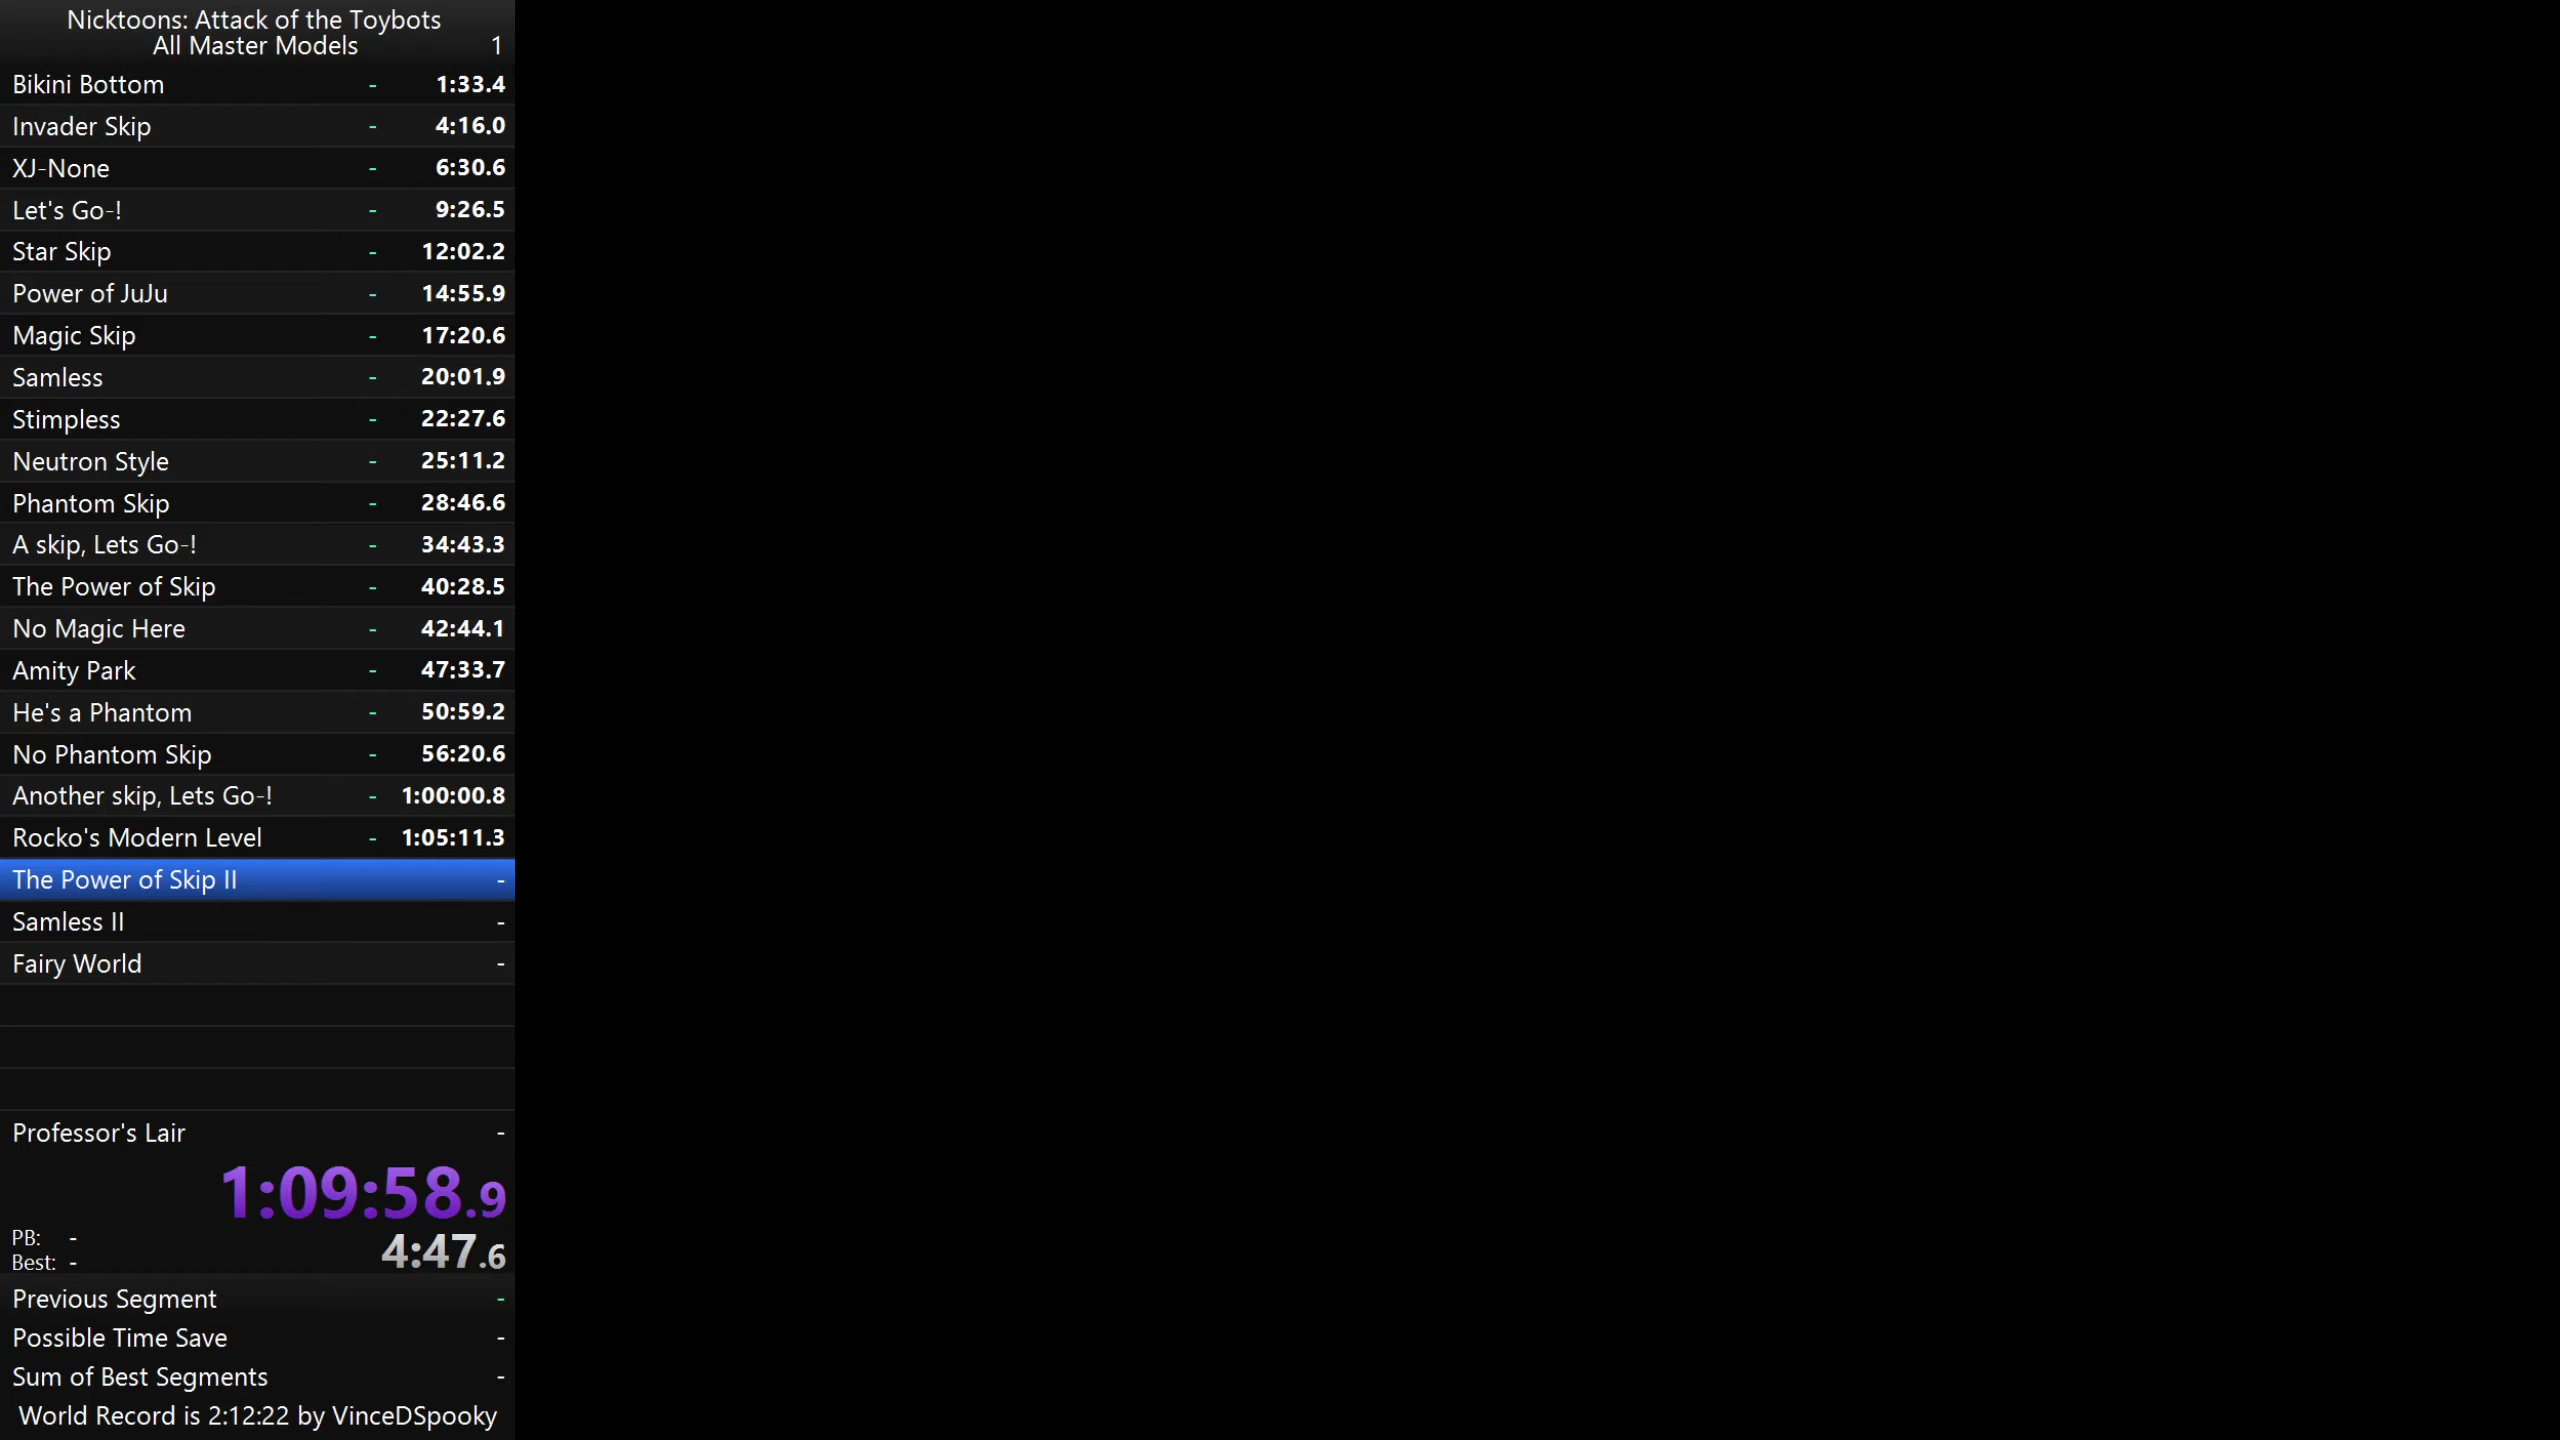 Nicktoons: Attack of the Toybots
All Master Models 1
Bikini Bottom - 1:33.4
Invader Skip - 4:16.0
XJ-None - 6:30.6
Let's Go-! - 9:26.5
Star Skip - 12:02.2
Power of JuJu - 14:55.9
Magic Skip - 17:20.6
Samless - 20:01.9
Stimpless - 22:27.6
Neutron Style - 25:11.2
Phantom Skip - 28:46.6
A skip, Lets Go-! - 34:43.3
The Power of Skip - 40:28.5
No Magic Here - 42:44.1
Amity Park - 47:33.7
He's a Phantom - 50:59.2
No Phantom Skip - 56:20.6
Another skip, Lets Go-! - 1:00:00.8
Rocko's Modern Level - 1:05:11.3
The Power of Skip II -
Samless II -
Fairy World -
Professor's Lair -
1:09:58.9
PB: -
Best: - 4:47.6
Previous Segment -
Possible Time Save -
Sum of Best Segments -
World Record is 2:12:22 by VinceDSpooky